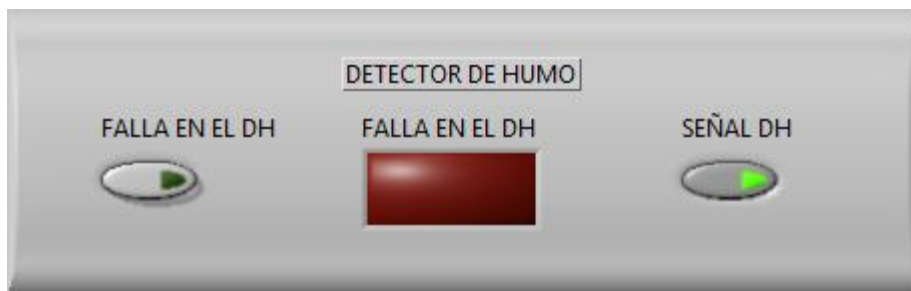 DETECTOR DE HUMO
FALLA EN EL DH
FALLA EN EL DH
SEÑAL DH